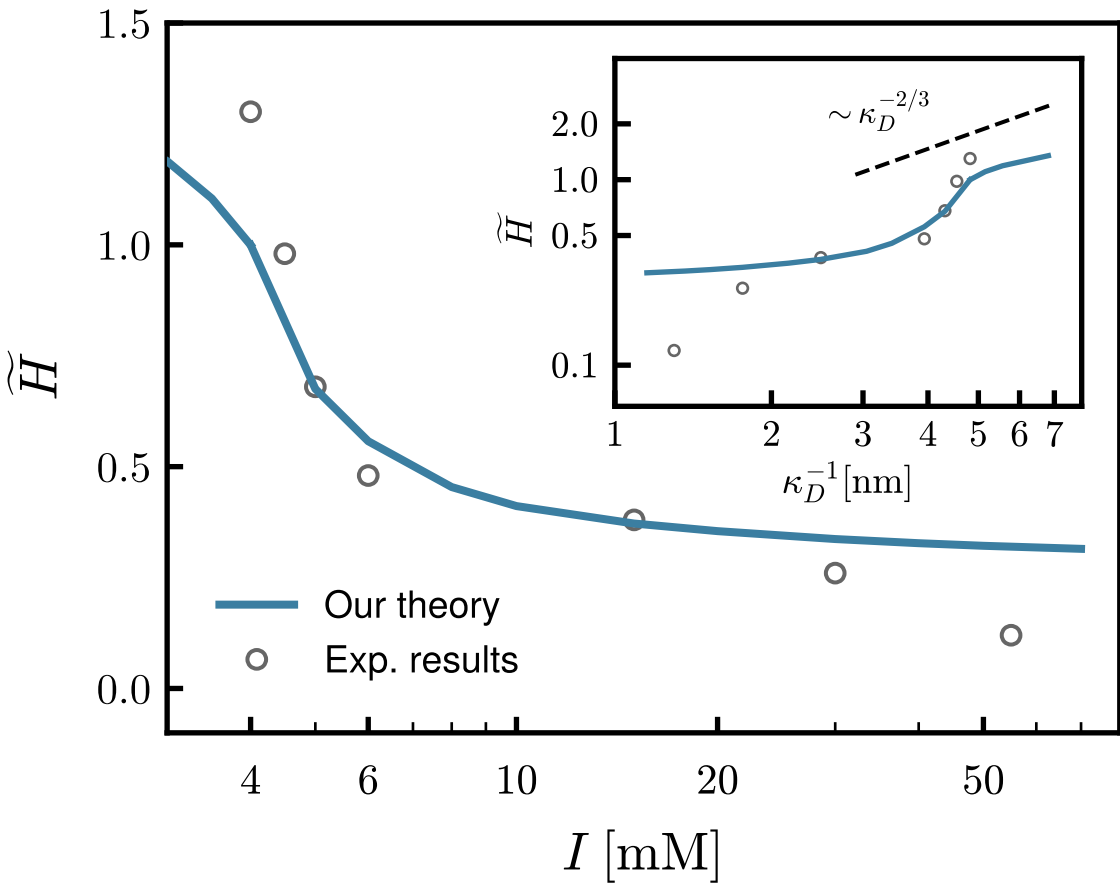 1.5
1.0
0.5
0.0
H̃
4 6 10 20 50
I [mM]
Our theory
Exp. results
2.0
1.0
0.5
0.1
H̃
∼ κ_D^{-2/3}
1 2 3 4 5 6 7
κ_D^{-1}[nm]